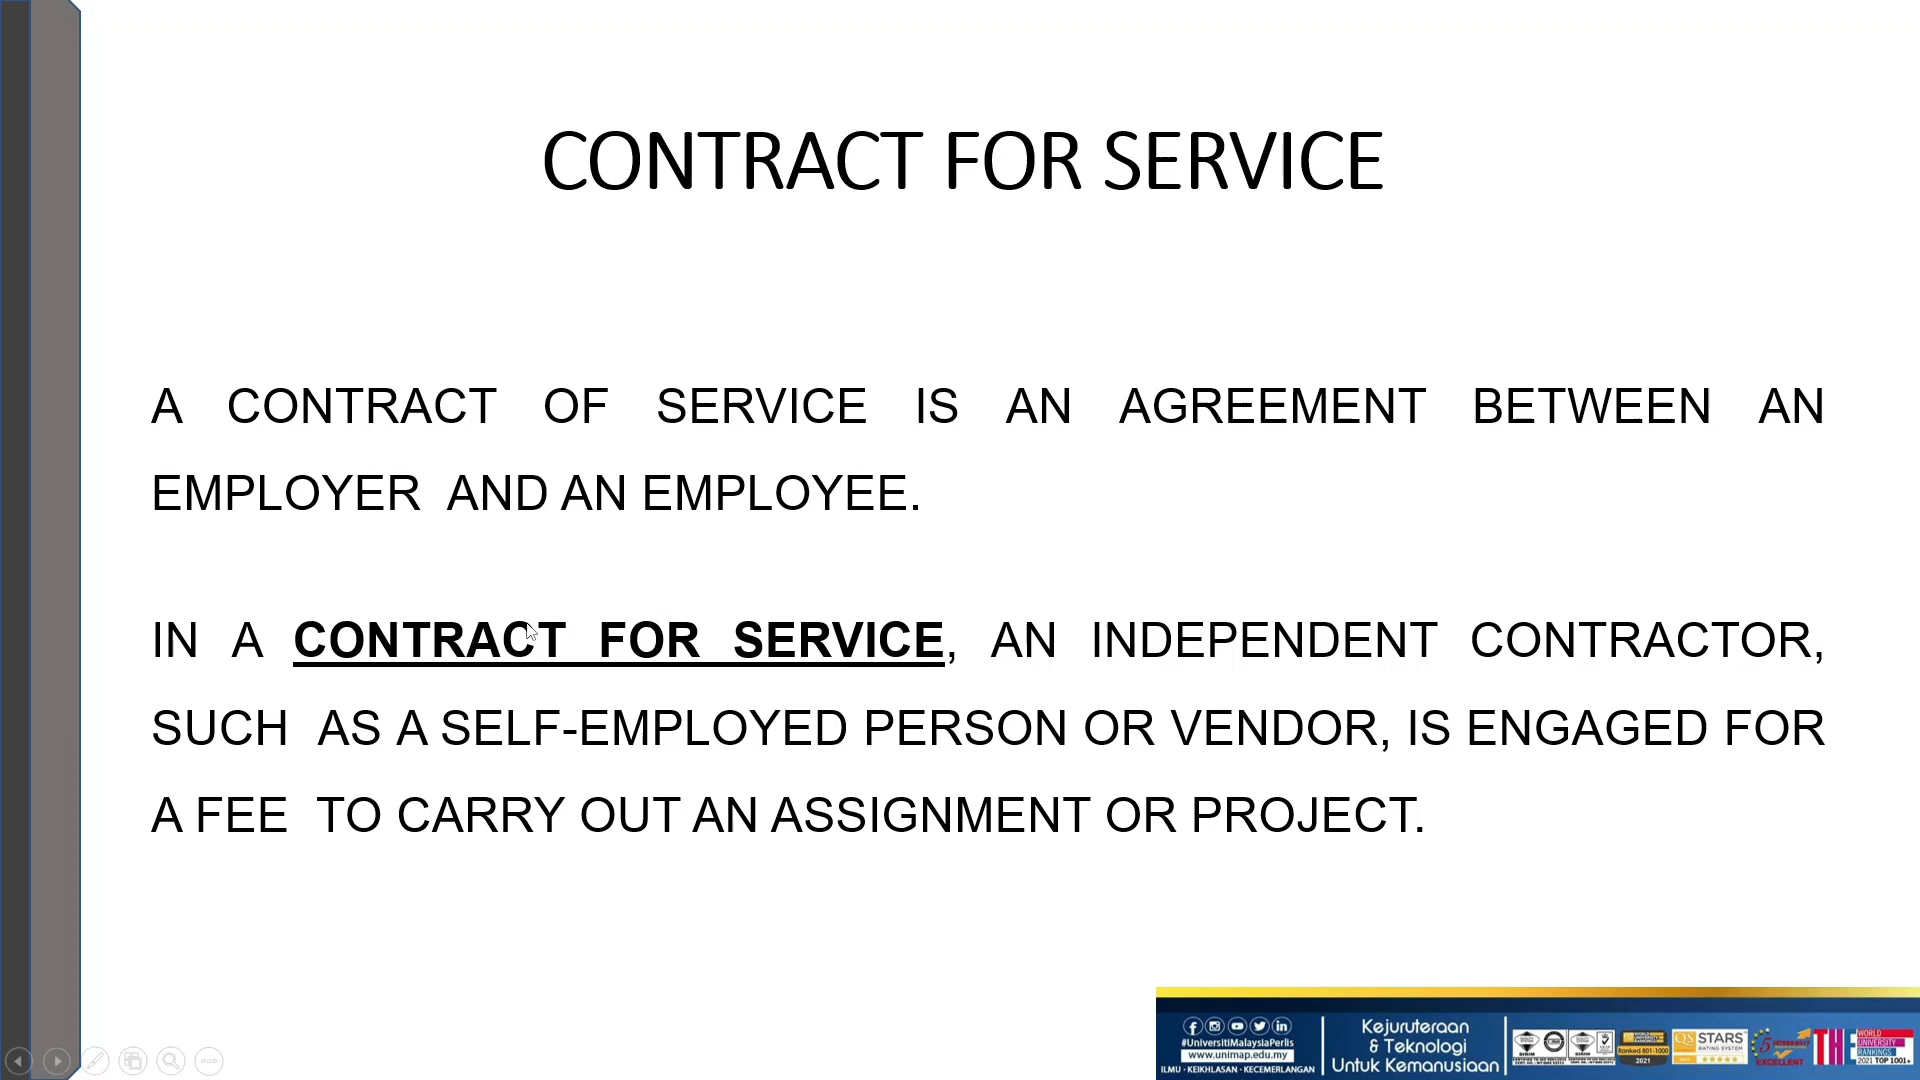 CONTRACT FOR SERVICE
A CONTRACT OF SERVICE IS AN AGREEMENT BETWEEN AN
EMPLOYER AND AN EMPLOYEE.
IN A CONTRACT FOR SERVICE, AN INDEPENDENT CONTRACTOR,
SUCH AS A SELF-EMPLOYED PERSON OR VENDOR, IS ENGAGED FOR
A FEE TO CARRY OUT AN ASSIGNMENT OR PROJECT.
#UniversitiMalaysiaPerlis
www.unimap.edu.my
ILMU · KEIKHLASAN · KECEMERLANGAN
Kejuruteraan
& Teknologi
Untuk Kemanusiaan
Ranked 801-1000
2021
QS STARS
RATING SYSTEM
5
EXCELLENT
THE
WORLD
UNIVERSITY
RANKINGS
2021 TOP 1001+